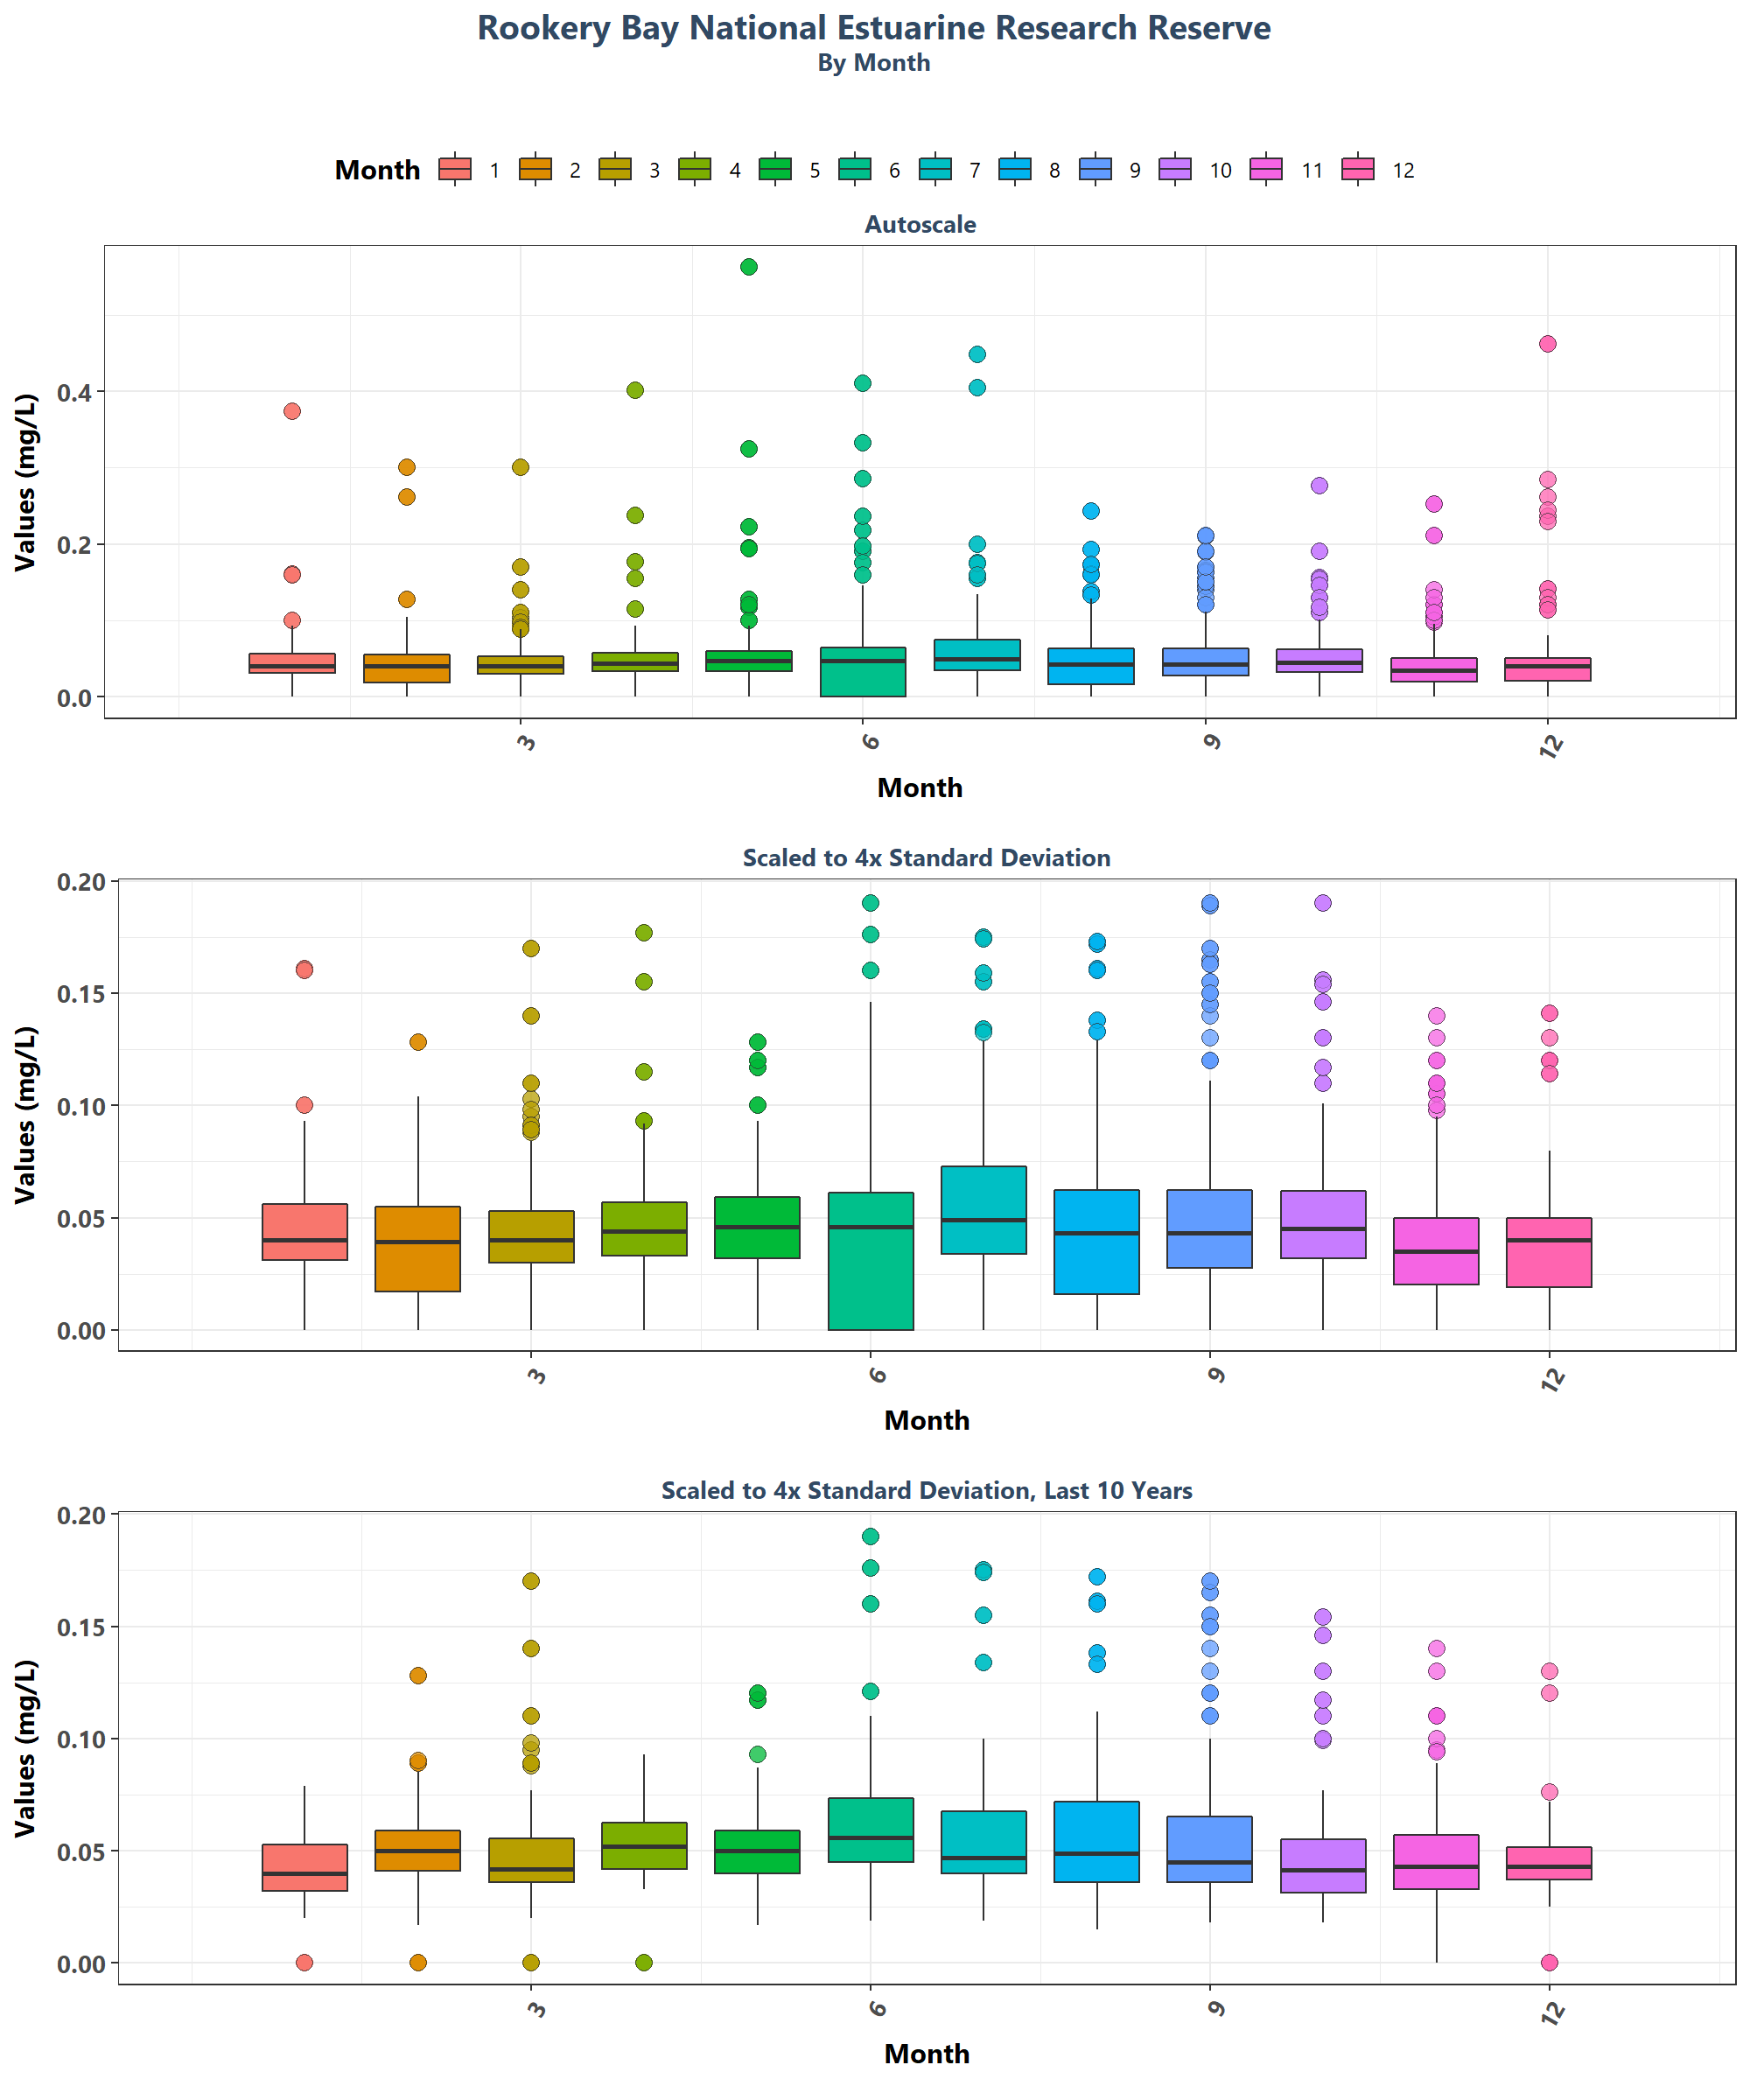 Rookery Bay National Estuarine Research Reserve
By Month
Month 1 2 3 4 5 6 7 8 9 10 11 12
Autoscale
Values (mg/L)
0.4
0.2
0.0
3 6 9 12
Month
Scaled to 4x Standard Deviation
Values (mg/L)
0.20
0.15
0.10
0.05
0.00
3 6 9 12
Month
Scaled to 4x Standard Deviation, Last 10 Years
Values (mg/L)
0.20
0.15
0.10
0.05
0.00
3 6 9 12
Month